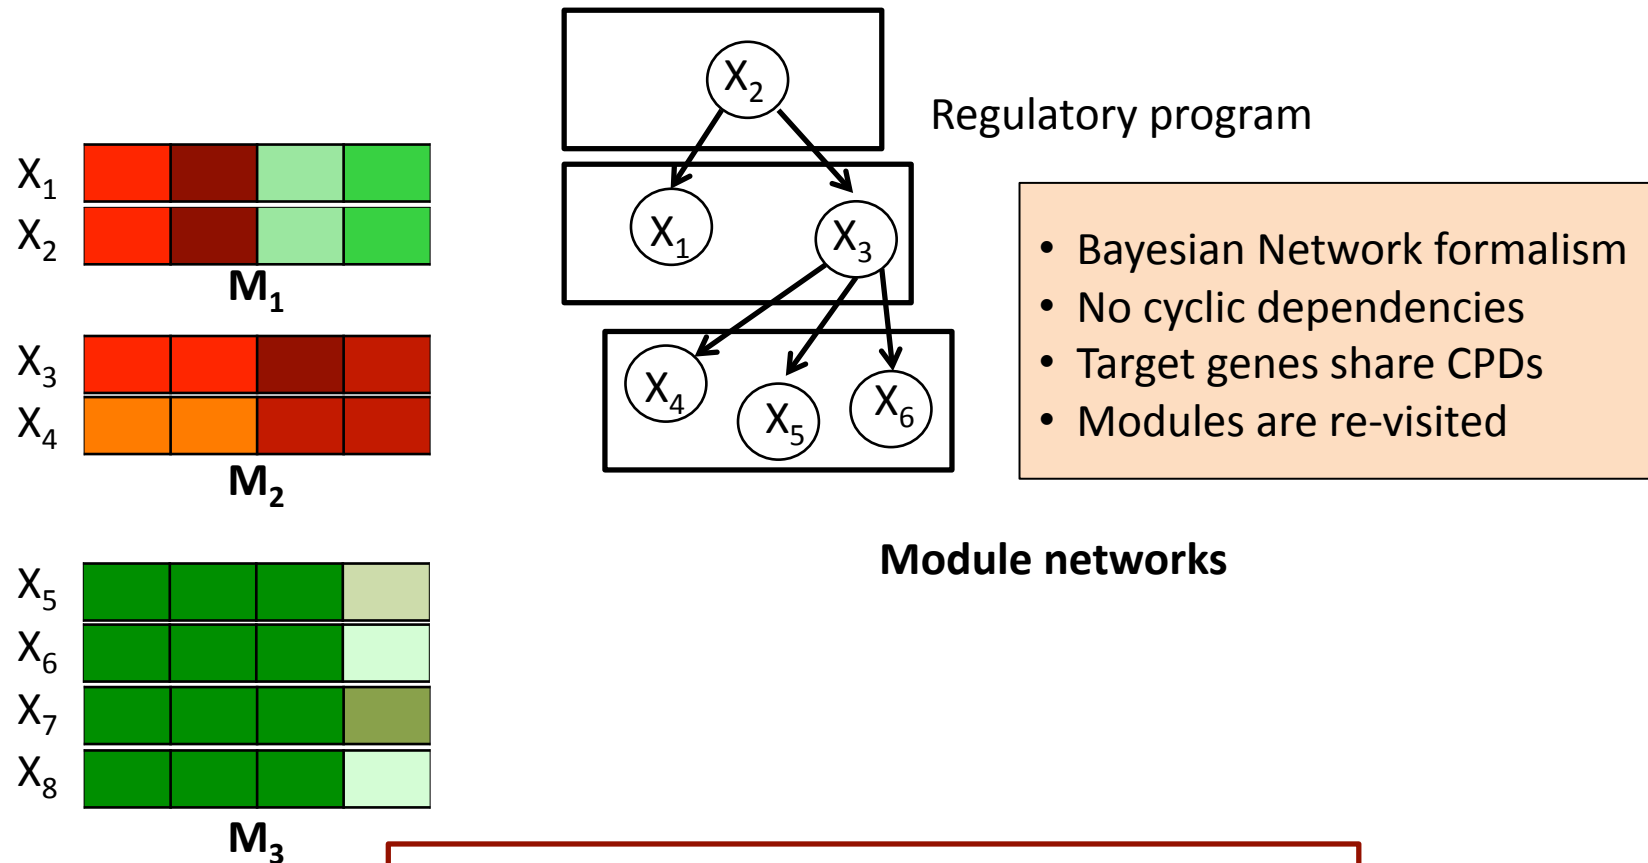 X₂
Regulatory program
X₁
X₂
M₁
X₁
X₃
• Bayesian Network formalism
• No cyclic dependencies
• Target genes share CPDs
• Modules are re-visited
X₃
X₄
M₂
X₄
X₅
X₆
Module networks
X₅
X₆
X₇
X₈
M₃